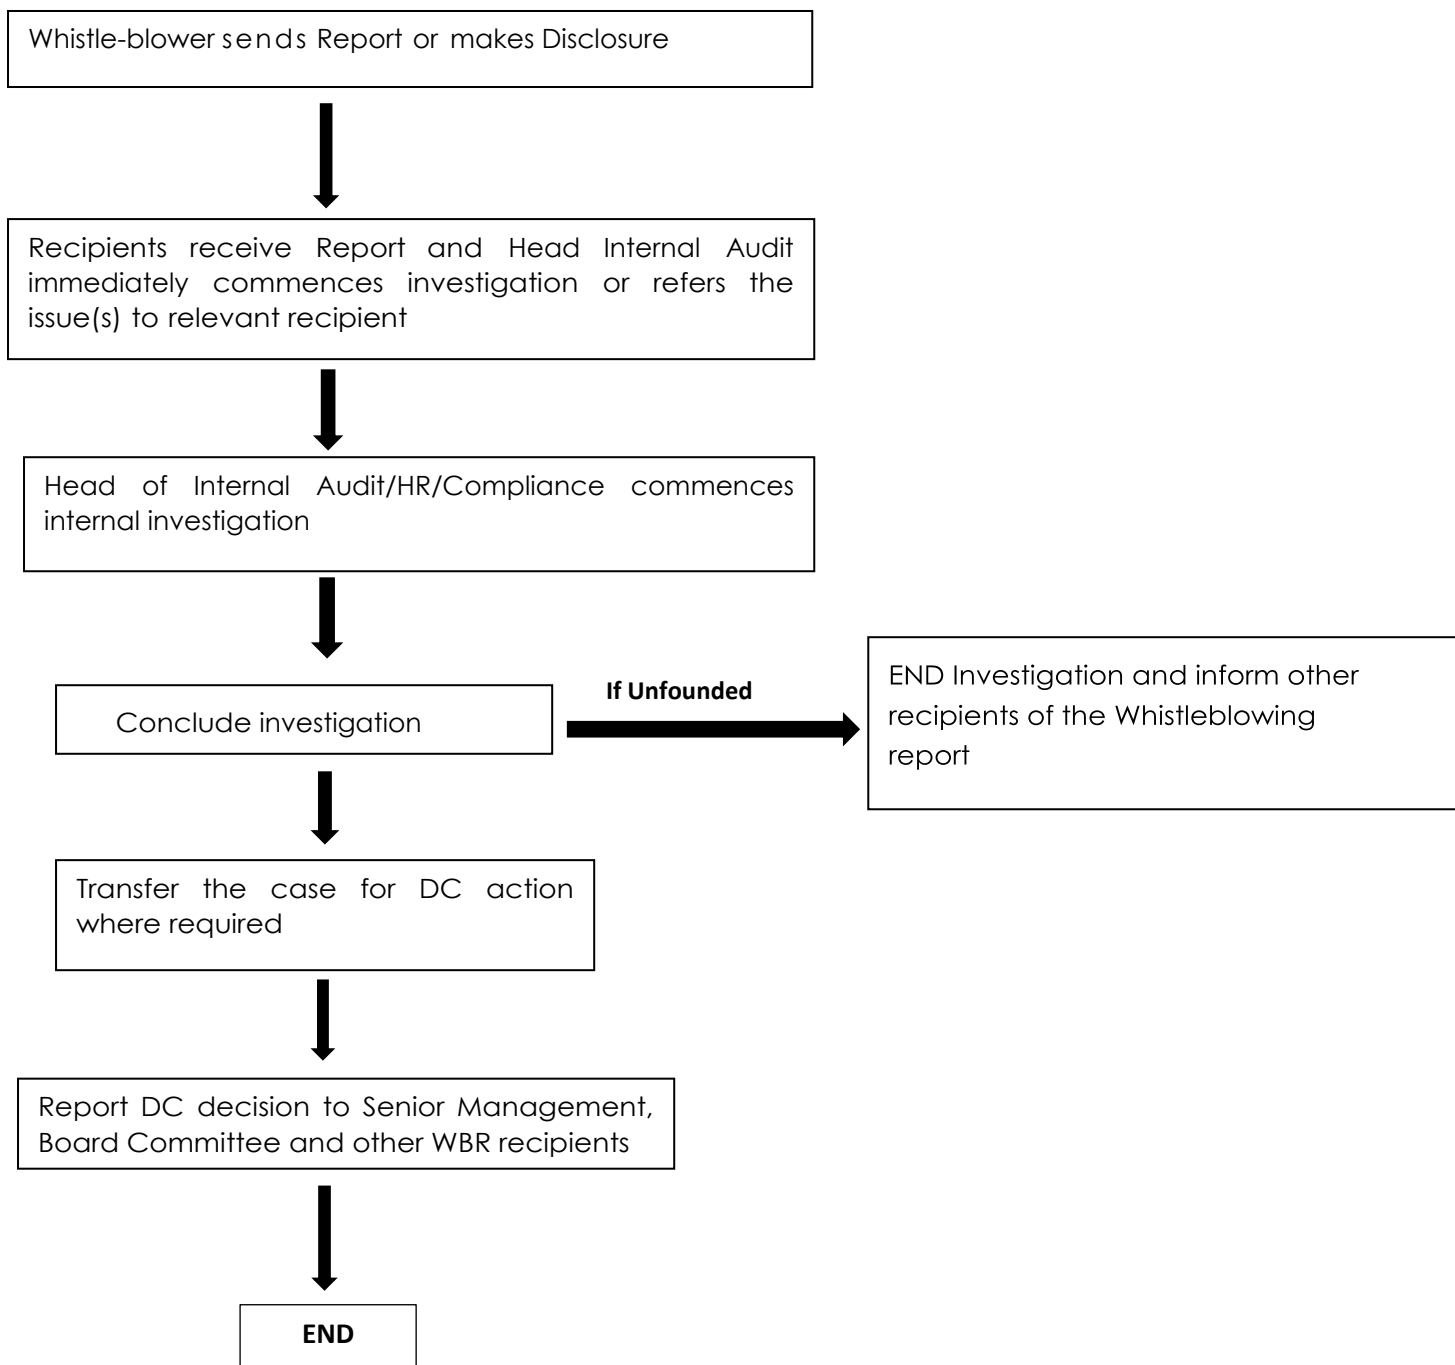 Whistle-blower sends Report or makes Disclosure
Recipients receive Report and Head Internal Audit
immediately commences investigation or refers the
issue(s) to relevant recipient
Head of Internal Audit/HR/Compliance commences
internal investigation
Conclude investigation
If Unfounded
END Investigation and inform other
recipients of the Whistleblowing
report
Transfer the case for DC action
where required
Report DC decision to Senior Management,
Board Committee and other WBR recipients
END